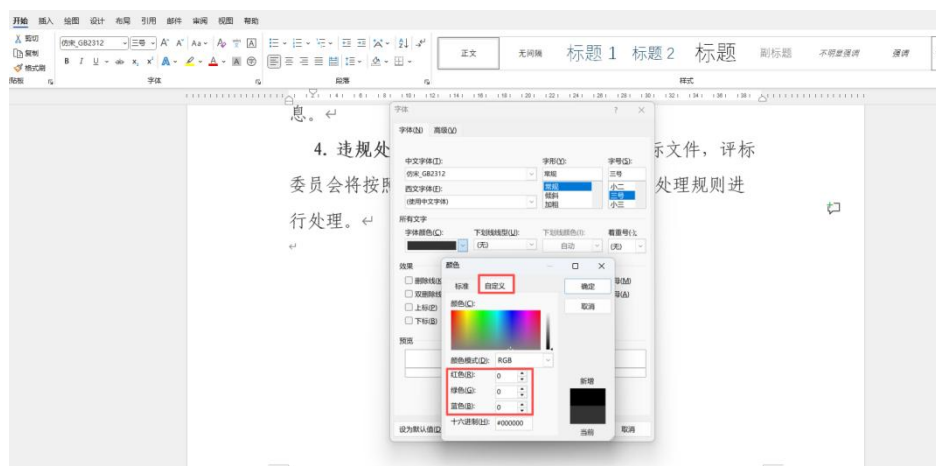 开始 插入 绘图 设计 布局 引用 邮件 审阅 视图 帮助
剪切
复制
格式刷
仿宋_GB2312 三号
正文 无间隔 标题 1 标题 2 标题 副标题 不明显强调 强调
字体 段落 样式
息。
4. 违规处
标文件，评标
委员会将按照
处理规则进
行处理。
字体
字体(N) 高级(V)
中文字体(T): 字形(Y): 字号(S):
仿宋_GB2312 常规 三号
西文字体(F): 常规 小二
(使用中文字体) 倾斜 三号
加粗 小三
所有文字
字体颜色(C): 下划线线型(U): 下划线颜色(I): 着重号(·):
(无) 自动 (无)
效果
删除线(K)
双删除线
上标(P)
下标(B)
预览
设为默认值(D) 取消
颜色
标准 自定义
确定
取消
颜色(C):
颜色模式(D): RGB
红色(R): 0
绿色(G): 0
蓝色(B): 0
十六进制(H): #000000
新增
当前